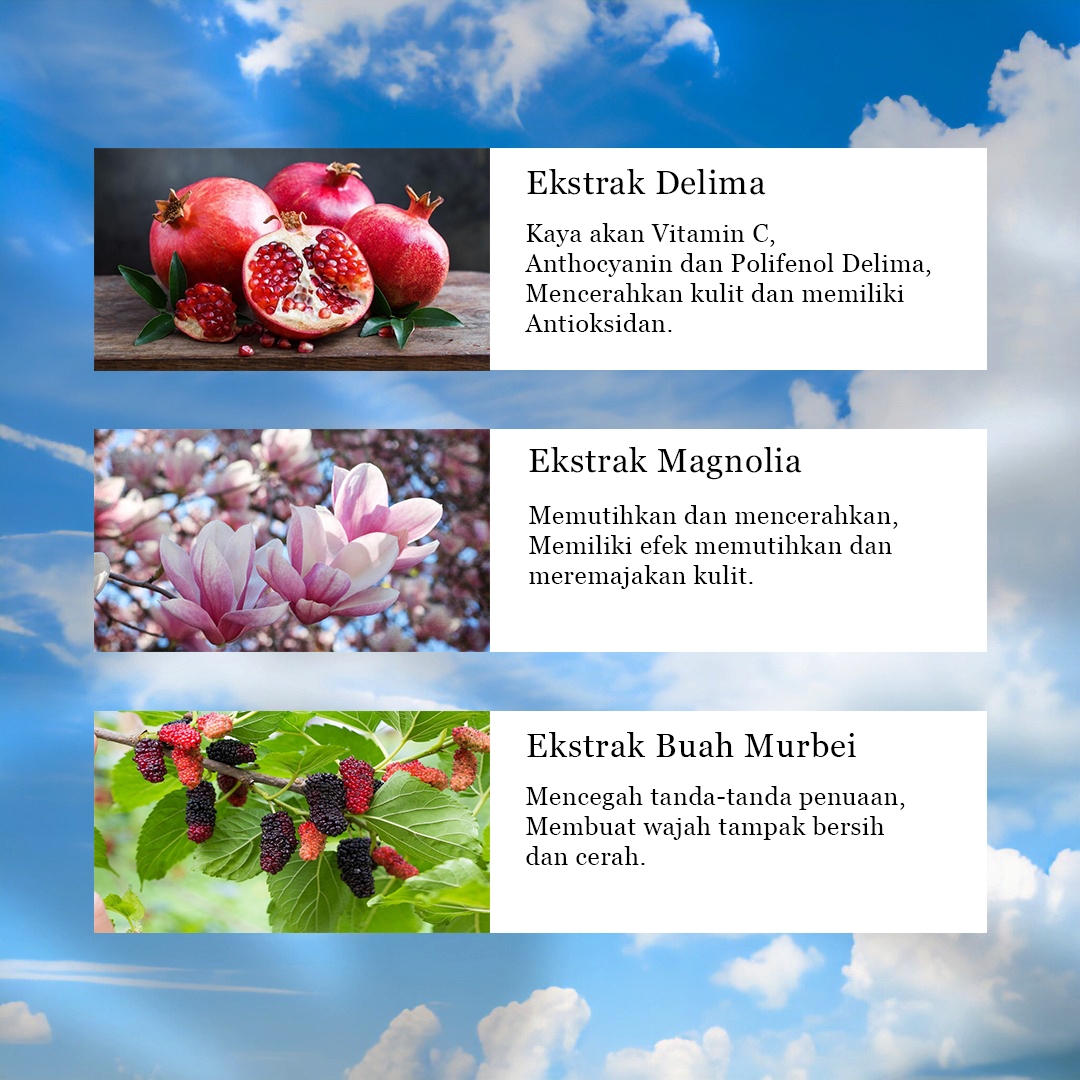 Ekstrak Delima
Kaya akan Vitamin C,
Anthocyanin dan Polifenol Delima,
Mencerahkan kulit dan memiliki
Antioksidan.
Ekstrak Magnolia
Memutihkan dan mencerahkan,
Memiliki efek memutihkan dan
meremajakan kulit.
Ekstrak Buah Murbei
Mencegah tanda-tanda penuaan,
Membuat wajah tampak bersih
dan cerah.